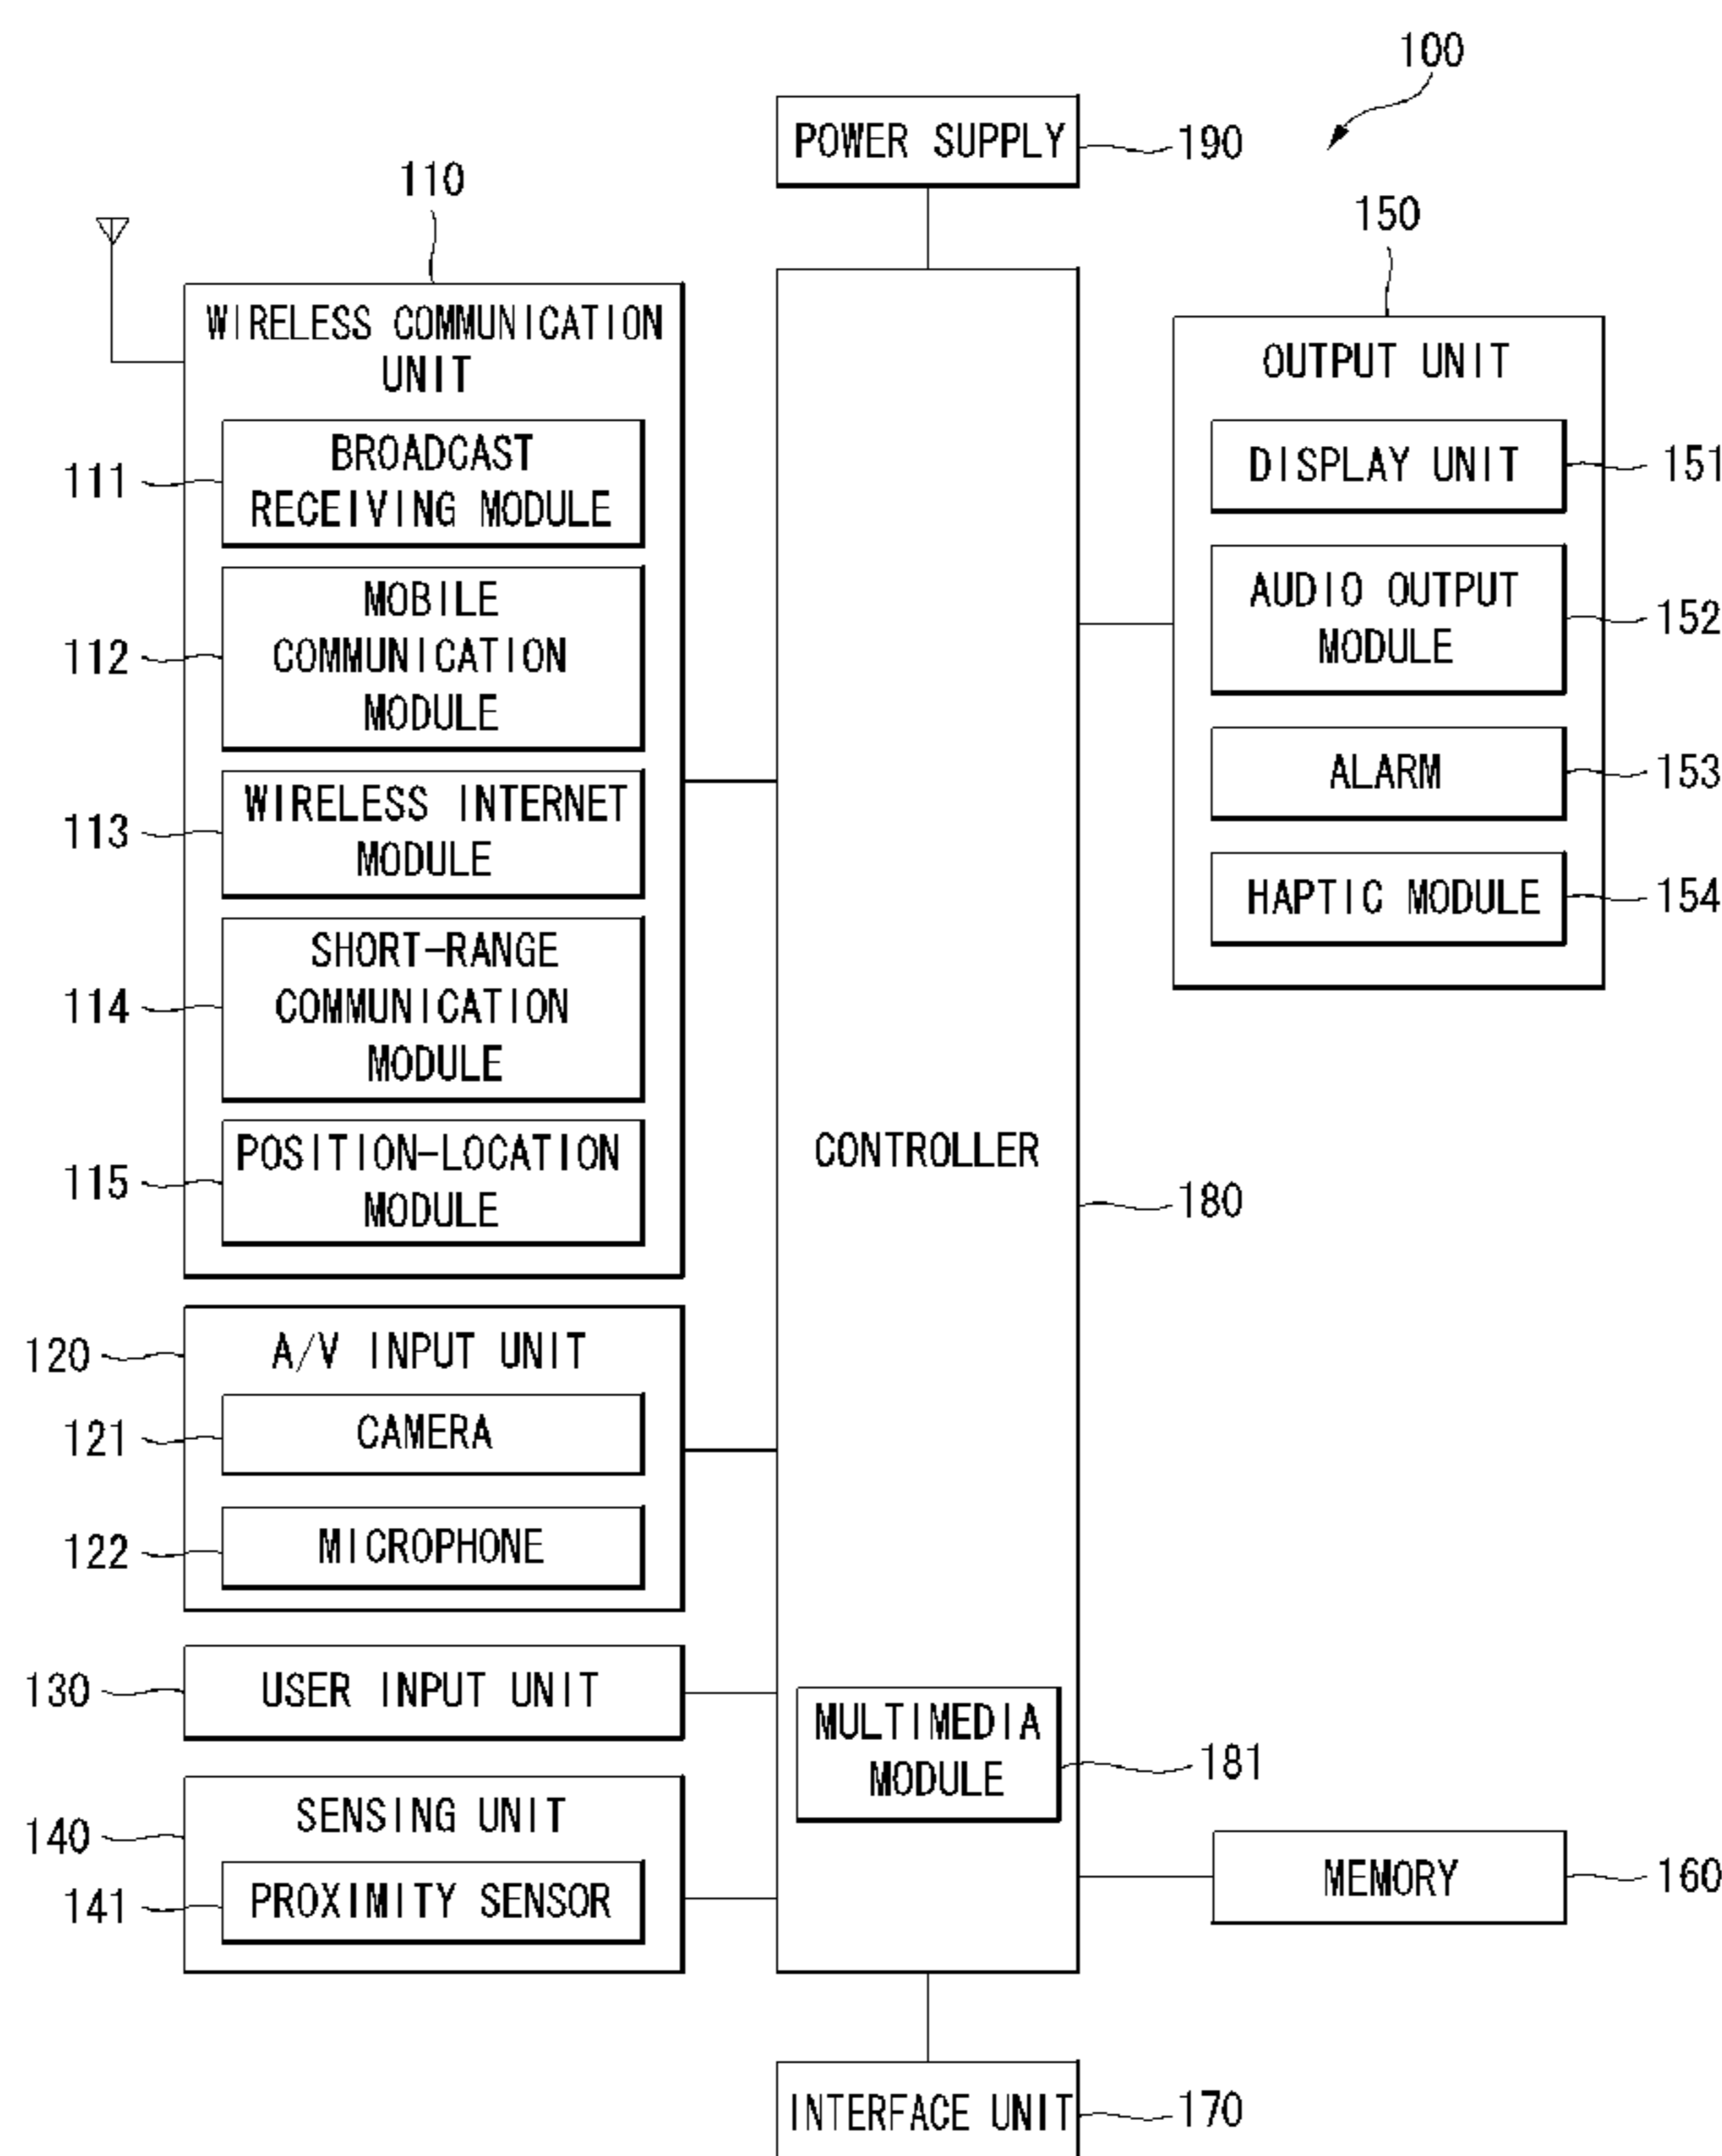 100
POWER SUPPLY
190
110
150
WIRELESS COMMUNICATION
UNIT
OUTPUT UNIT
BROADCAST
RECEIVING MODULE
111
DISPLAY UNIT
151
MOBILE
COMMUNICATION
MODULE
112
AUDIO OUTPUT
MODULE
152
WIRELESS INTERNET
MODULE
113
ALARM
153
HAPTIC MODULE
154
SHORT-RANGE
COMMUNICATION
MODULE
114
POSITION-LOCATION
MODULE
115
CONTROLLER
180
A/V INPUT UNIT
120
CAMERA
121
MICROPHONE
122
USER INPUT UNIT
130
MULTIMEDIA
MODULE
181
SENSING UNIT
140
PROXIMITY SENSOR
141
MEMORY
160
INTERFACE UNIT
170